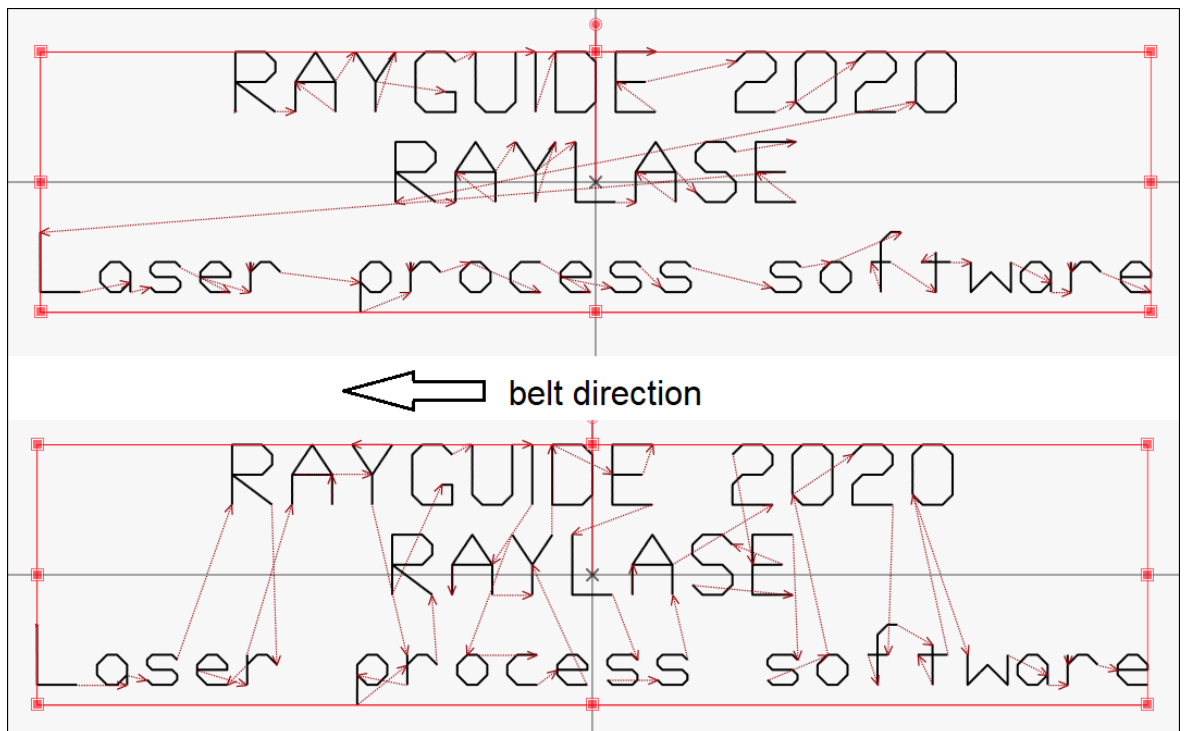 RAYGUIDE 2020
RAYLASE
Laser process software
belt direction
RAYGUIDE 2020
RAYLASE
Laser process software